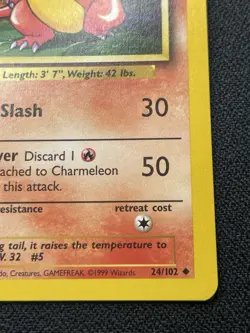 Length: 3' 7", Weight: 42 lbs.
Slash 30
Discard 1
50
ached to Charmeleon
this attack.
esistance retreat cost
g tail, it raises the temperature to
V. 32 #5
do, Creatures, GAMEFREAK. ©1999 Wizards. 24/102